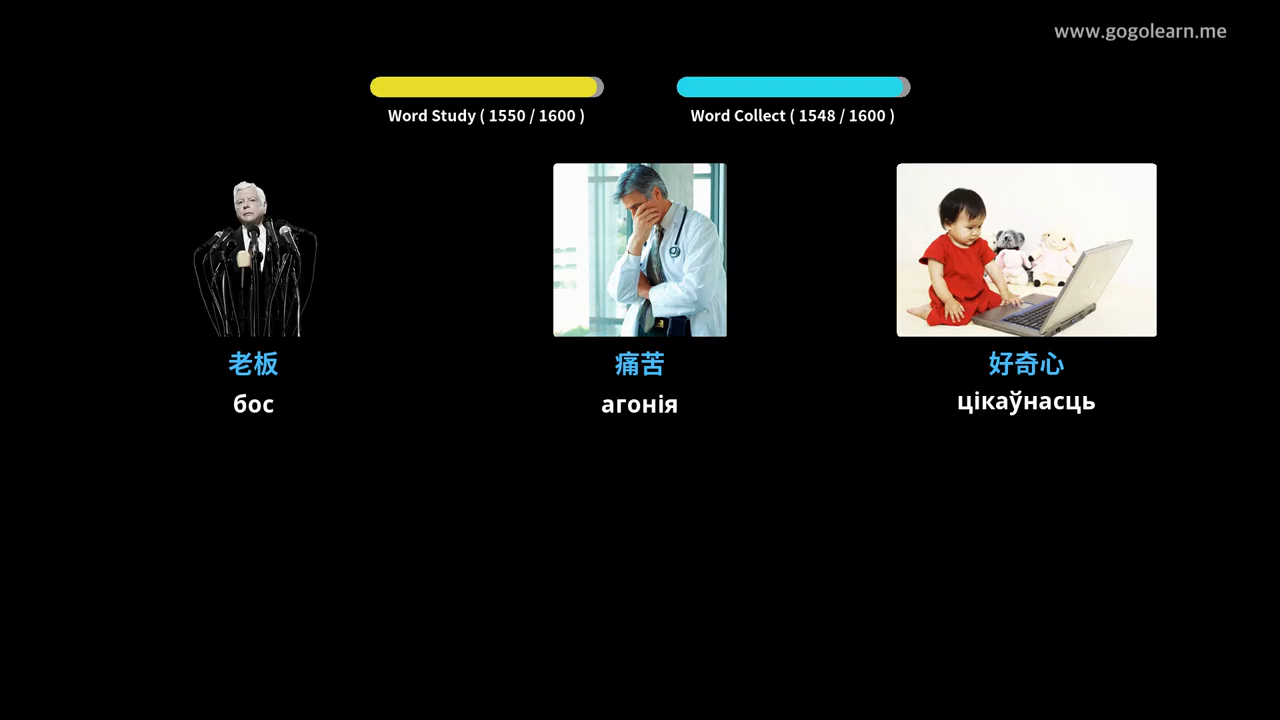 www.gogolearn.me
Word Study ( 1550 / 1600 )
Word Collect ( 1548 / 1600 )
老板
痛苦
好奇心
бос
агонія
цікаўнасць